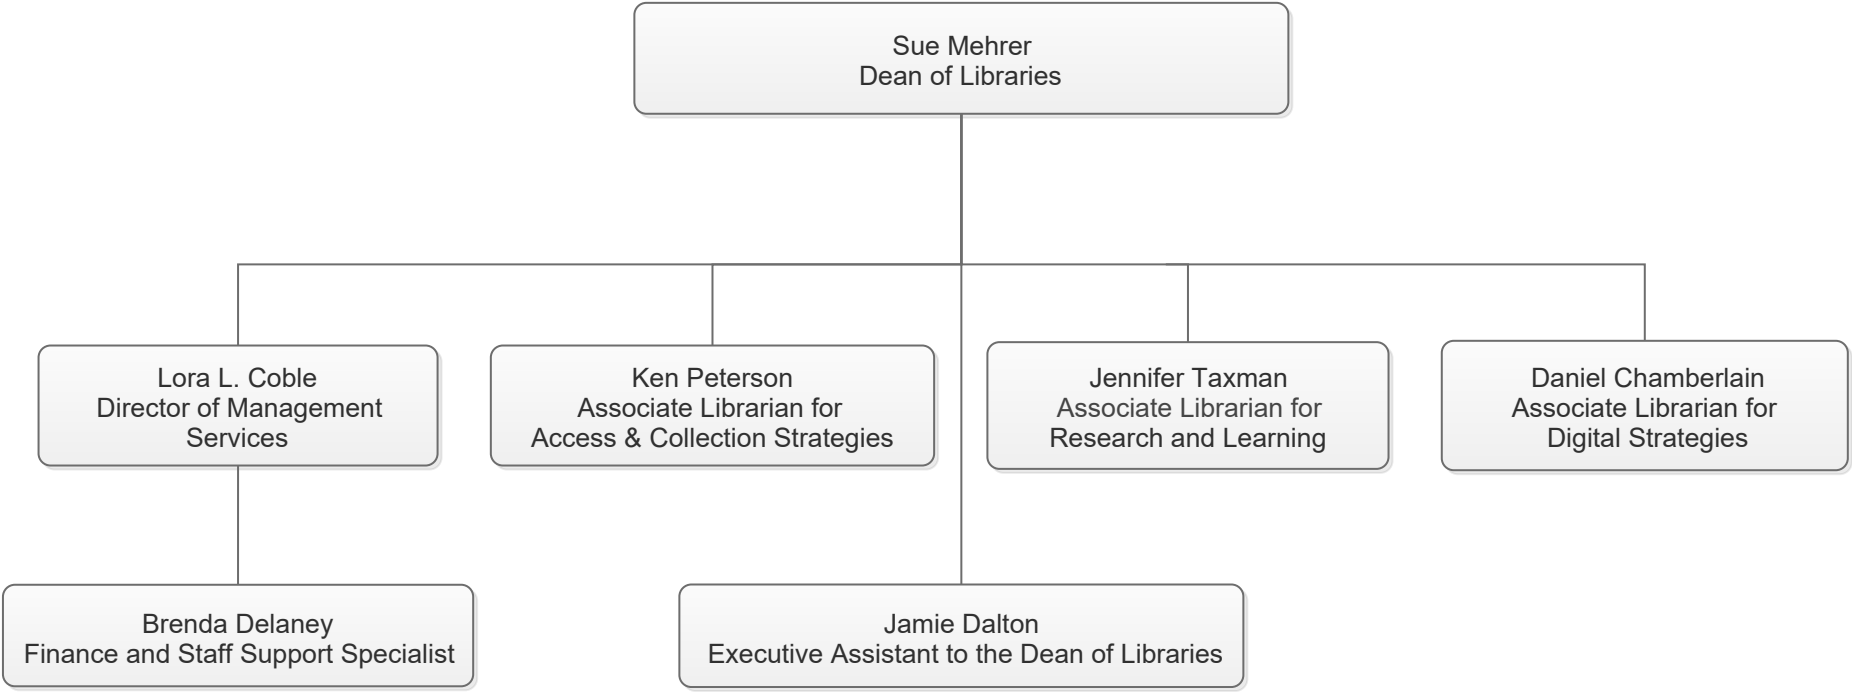 Sue Mehrer
Dean of Libraries
Lora L. Coble
Director of Management
Services
Ken Peterson
Associate Librarian for
Access & Collection Strategies
Jennifer Taxman
Associate Librarian for
Research and Learning
Daniel Chamberlain
Associate Librarian for
Digital Strategies
Brenda Delaney
Finance and Staff Support Specialist
Jamie Dalton
Executive Assistant to the Dean of Libraries